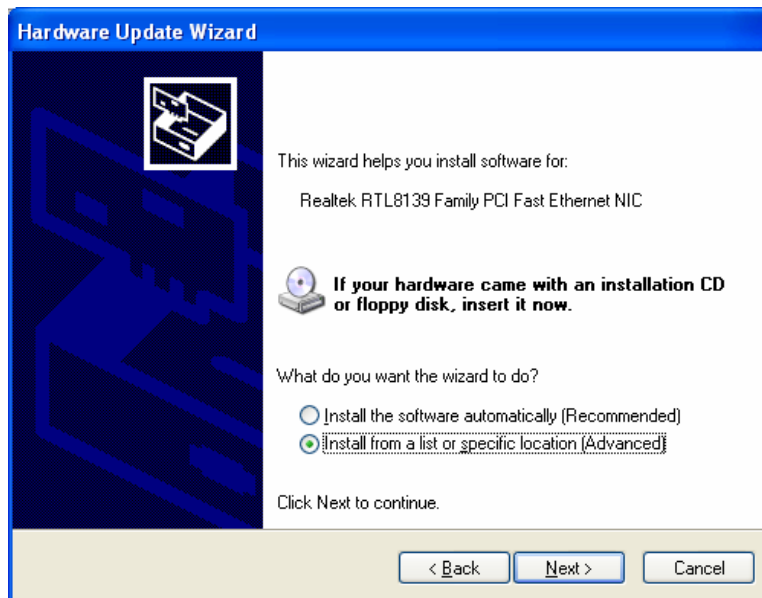 Hardware Update Wizard
This wizard helps you install software for:
Realtek RTL8139 Family PCI Fast Ethernet NIC
If your hardware came with an installation CD
or floppy disk, insert it now.
What do you want the wizard to do?
Install the software automatically (Recommended)
Install from a list or specific location (Advanced)
Click Next to continue.
< Back
Next >
Cancel